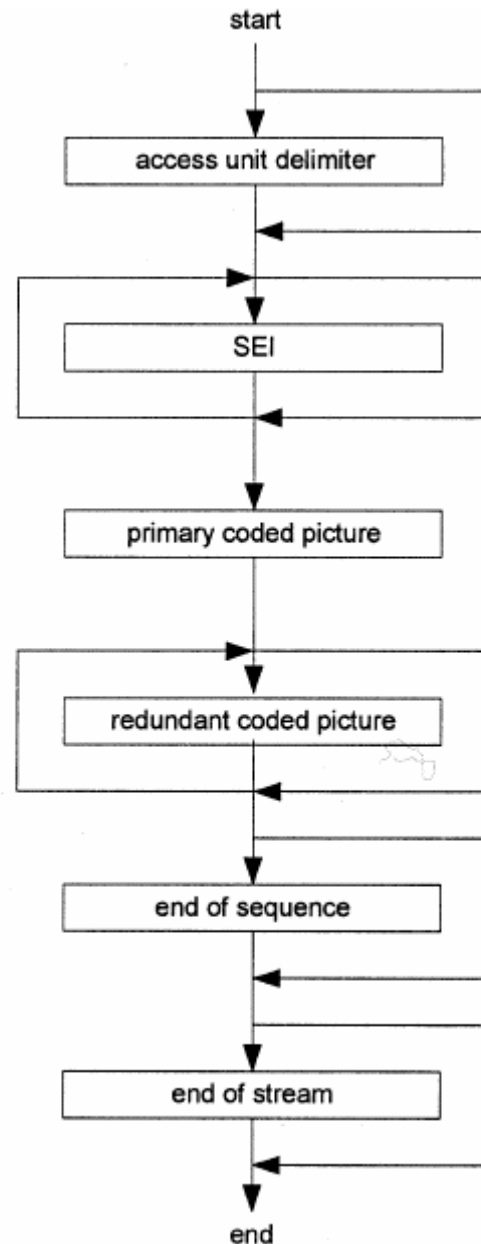 start
access unit delimiter
SEI
primary coded picture
redundant coded picture
end of sequence
end of stream
end